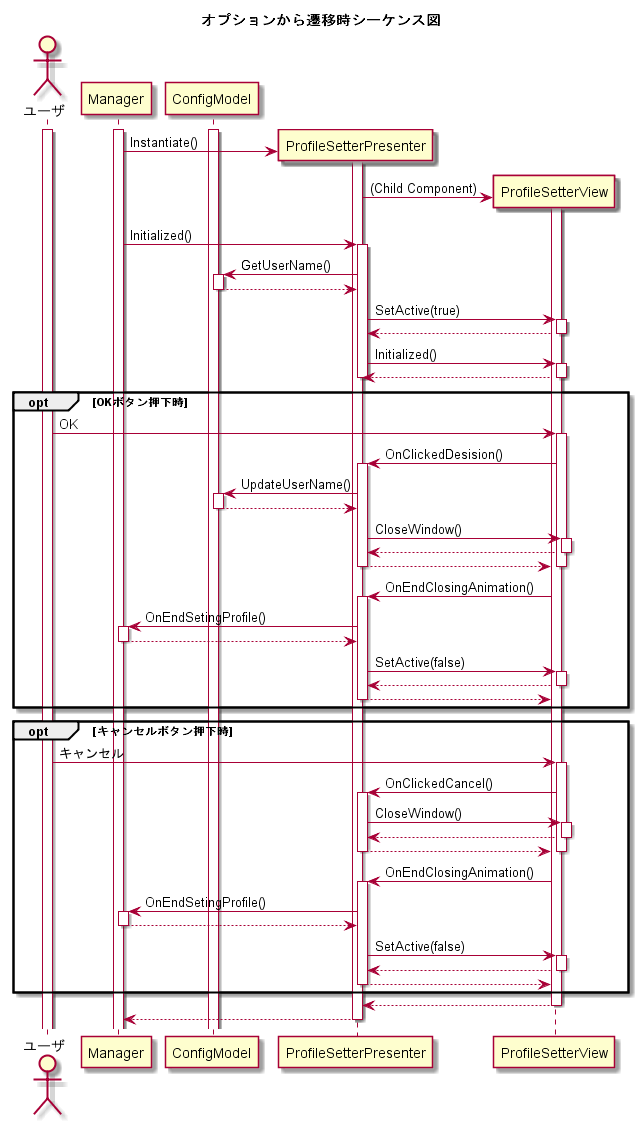 オプションから遷移時シーケンス図
ユーザ
Manager
ConfigModel
Instantiate()
ProfileSetterPresenter
(Child Component)
ProfileSetterView
Initialized()
GetUserName()
SetActive(true)
Initialized()
opt [OKボタン押下時]
OK
OnClickedDesision()
UpdateUserName()
CloseWindow()
OnEndClosingAnimation()
OnEndSetingProfile()
SetActive(false)
opt [キャンセルボタン押下時]
キャンセル
OnClickedCancel()
CloseWindow()
OnEndClosingAnimation()
OnEndSetingProfile()
SetActive(false)
ユーザ
Manager
ConfigModel
ProfileSetterPresenter
ProfileSetterView